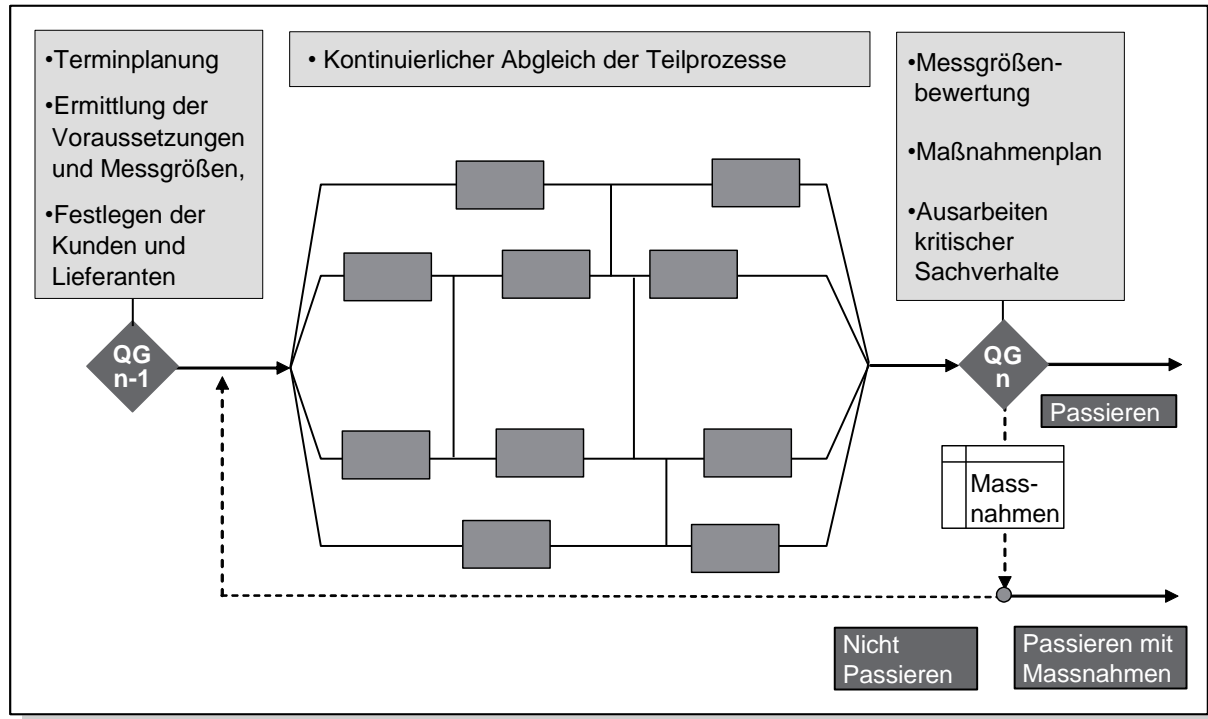 •Terminplanung
•Ermittlung der
Voraussetzungen
und Messgrößen,
•Festlegen der
Kunden und
Lieferanten
• Kontinuierlicher Abgleich der Teilprozesse
•Messgrößen-
bewertung
•Maßnahmenplan
•Ausarbeiten
kritischer
Sachverhalte
QG
n-1
QG
n
Passieren
Mass-
nahmen
Nicht
Passieren
Passieren mit
Massnahmen